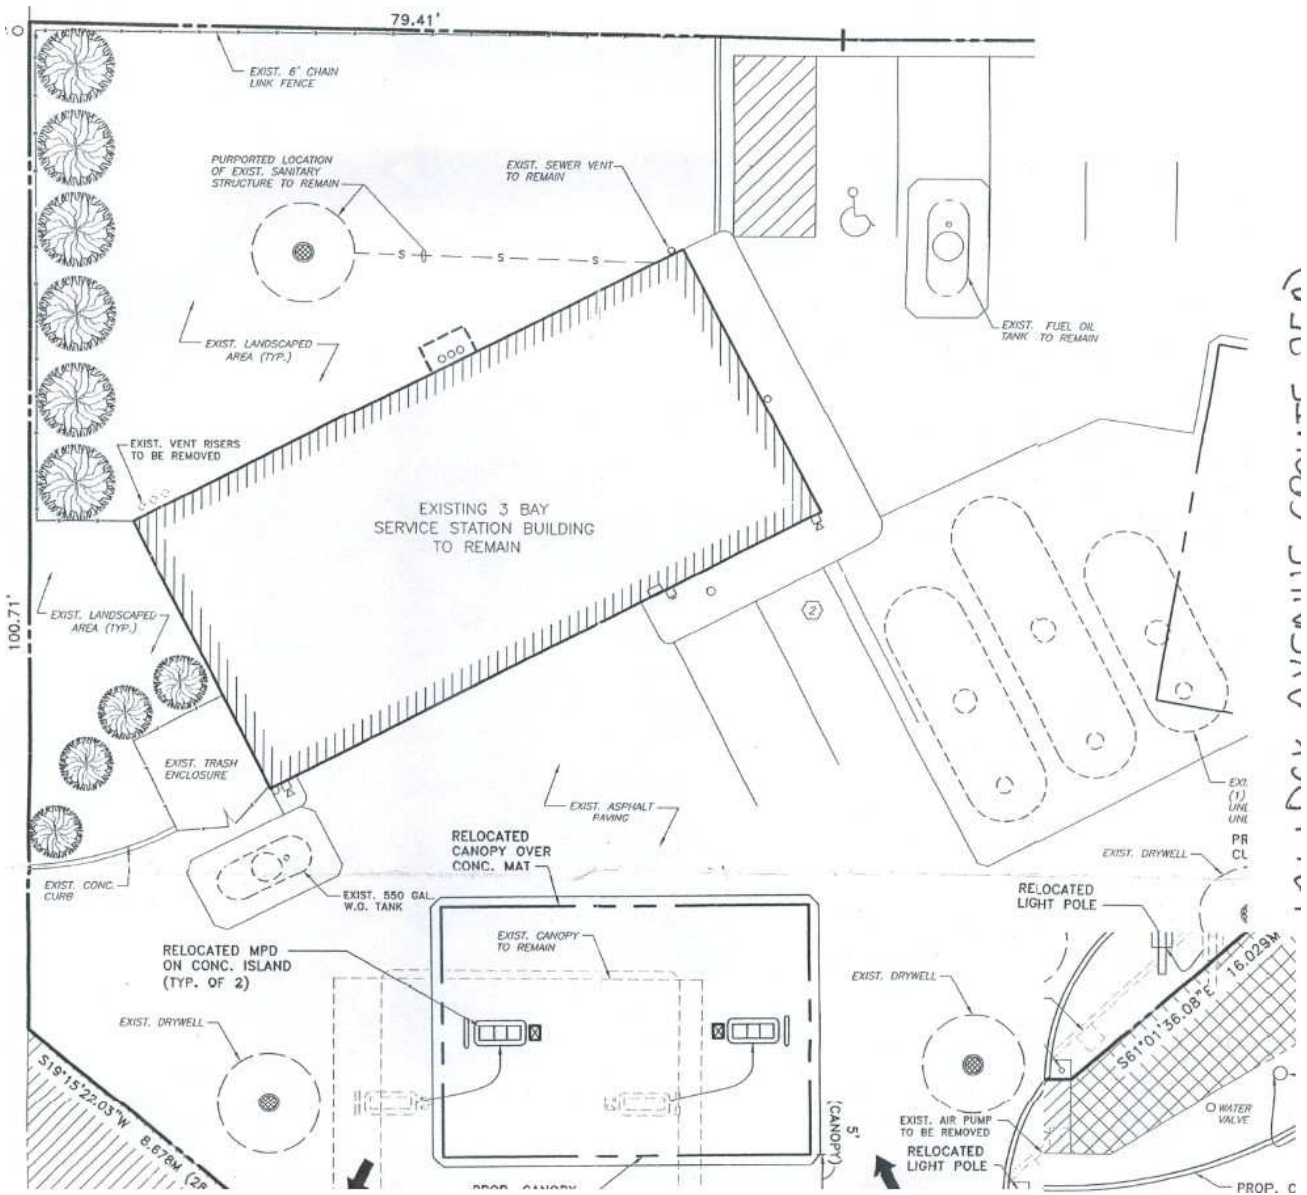 79.41'
EXIST. 6' CHAIN
LINK FENCE
PURPORTED LOCATION
OF EXIST. SANITARY
STRUCTURE TO REMAIN
EXIST. SEWER VENT
TO REMAIN
S
S
S
EXIST. FUEL OIL
TANK TO REMAIN
EXIST. LANDSCAPED
AREA (TYP.)
EXIST. VENT RISERS
TO BE REMOVED
EXISTING 3 BAY
SERVICE STATION BUILDING
TO REMAIN
100.71'
EXIST. LANDSCAPED
AREA (TYP.)
2
EXIST. TRASH
ENCLOSURE
EXIST. ASPHALT
PAVING
(1)
EXIST. CONC.
CURB
EXIST. 550 GAL.
W.O. TANK
RELOCATED
CANOPY OVER
CONC. MAT
EXIST. DRYWELL
RELOCATED
LIGHT POLE
RELOCATED MPD
ON CONC. ISLAND
(TYP. OF 2)
EXIST. CANOPY
TO REMAIN
EXIST. DRYWELL
EXIST. DRYWELL
S61°01'36.08"E 16.029M
S19°15'22.03"W 8.678M
5'
(CANOPY)
WATER
VALVE
EXIST. AIR PUMP
TO BE REMOVED
RELOCATED
LIGHT POLE
PROP. CANOPY
PROP. C